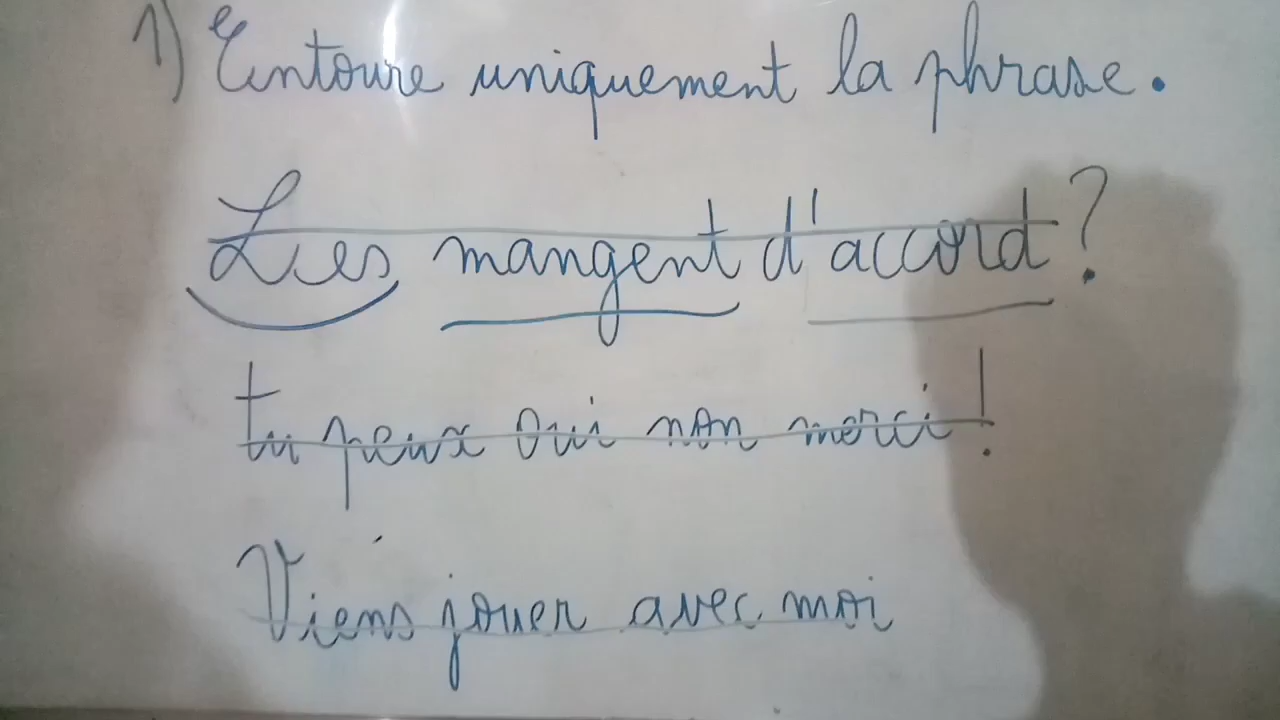 1) Entoure uniquement la phrase.
Les mangent d'accord ?
tu peux oui non merci !
Viens jouer avec moi